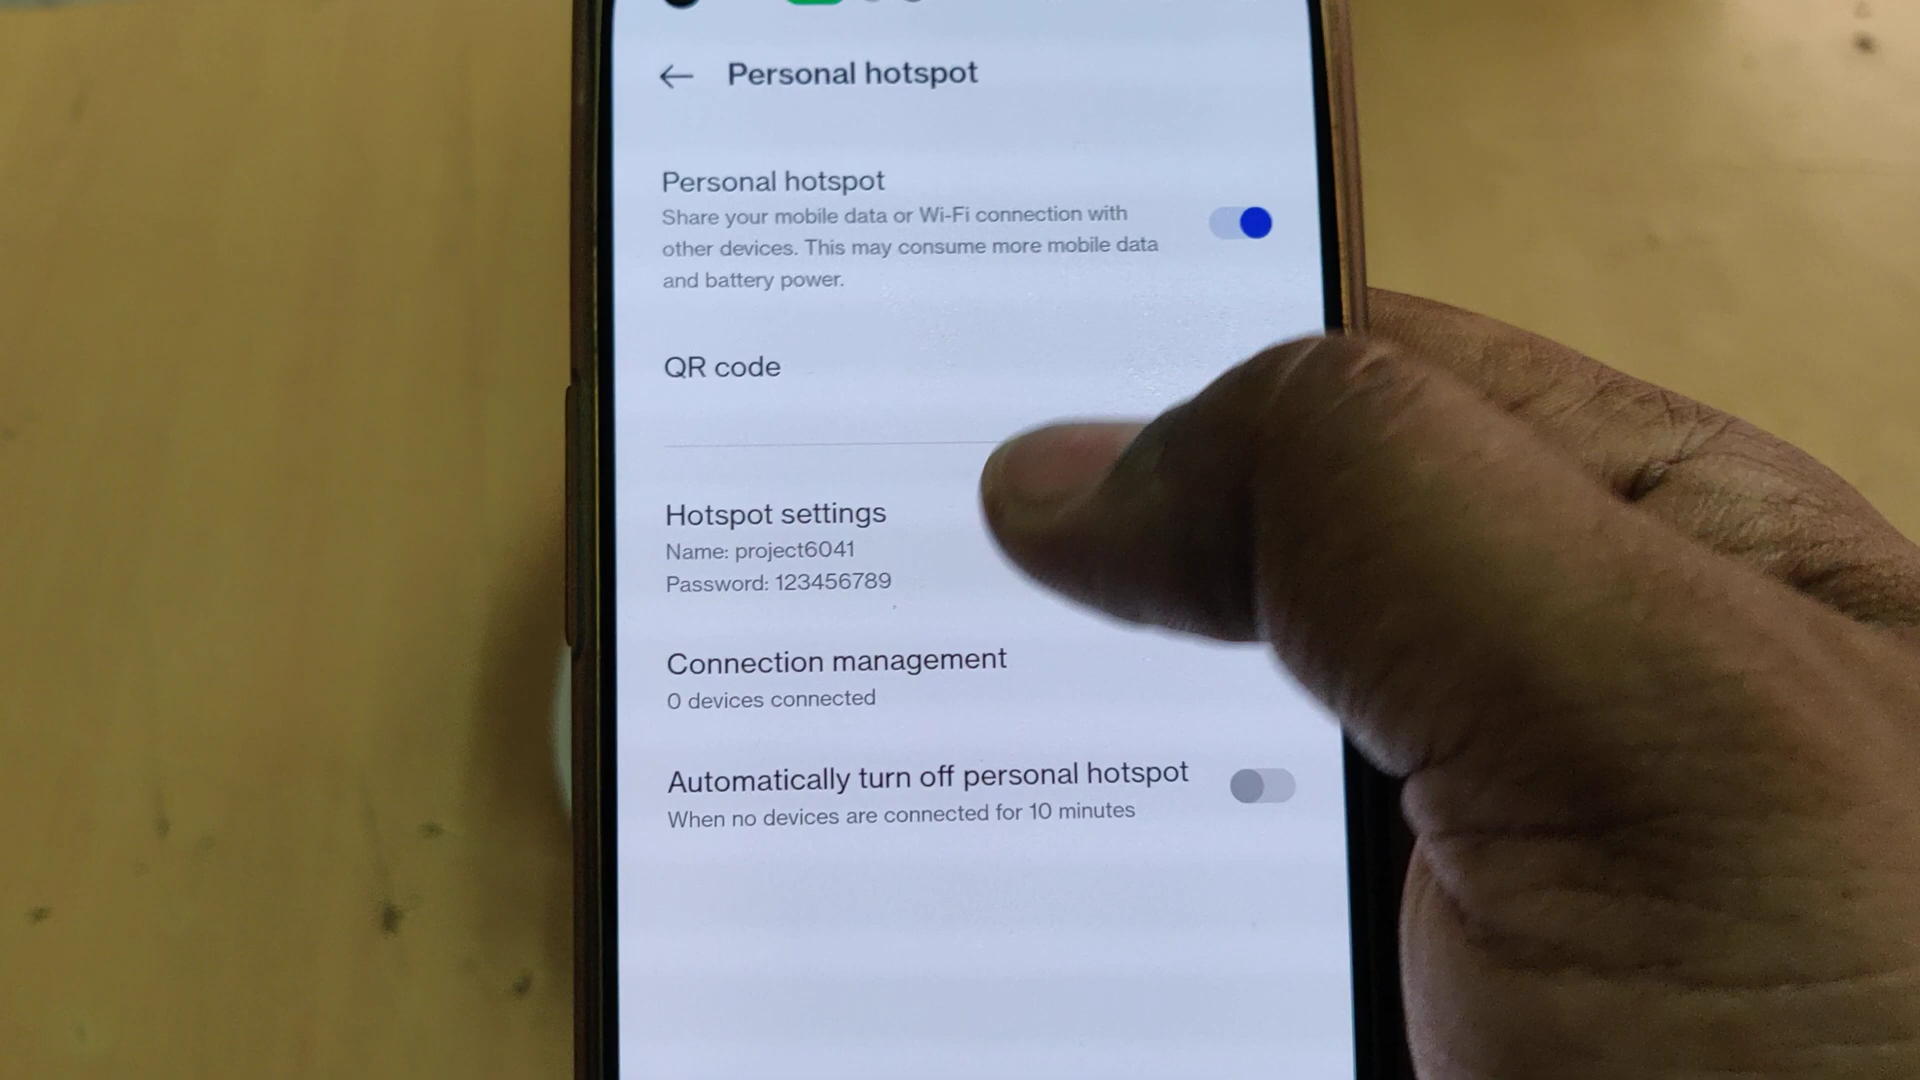 Personal hotspot
Personal hotspot
Share your mobile data or Wi-Fi connection with
other devices. This may consume more mobile data
and battery power.
QR code
Hotspot settings
Name: project6041
Password: 123456789
Connection management
0 devices connected
Automatically turn off personal hotspot
When no devices are connected for 10 minutes